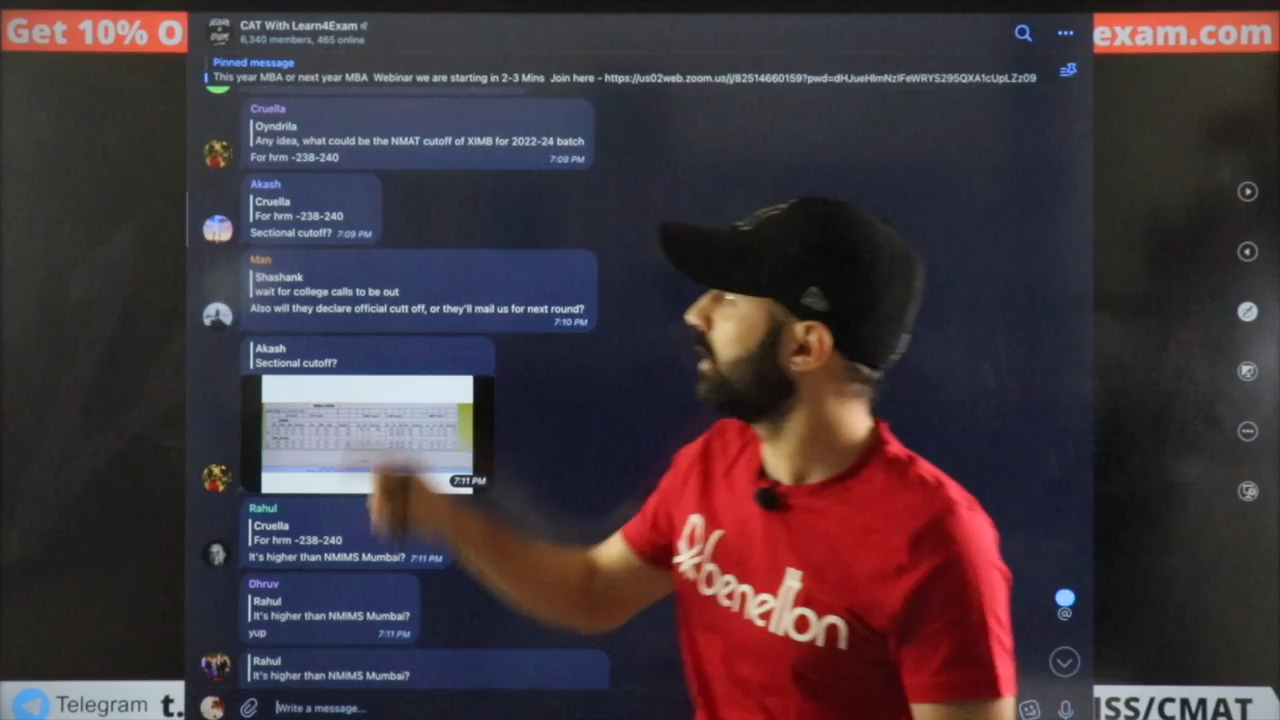 Get 10% O
CAT With Learn4Exam
6,340 members, 465 online
exam.com
Pinned message
This year MBA or next year MBA Webinar we are starting in 2-3 Mins Join here - https://us02web.zoom.us/j/82514660159?pwd=dHJueHlmNzlFeWRYS295QXA1cUpLZz09
Cruella
Oyndrila
Any idea, what could be the NMAT cutoff of XIMB for 2022-24 batch
For hrm -238-240
7:09 PM
Akash
Cruella
For hrm -238-240
Sectional cutoff? 7:09 PM
Man
Shashank
wait for college calls to be out
Also will they declare official cutt off, or they'll mail us for next round?
7:10 PM
Akash
Sectional cutoff?
7:11 PM
Rahul
Cruella
For hrm -238-240
It's higher than NMIMS Mumbai? 7:11 PM
Dhruv
Rahul
It's higher than NMIMS Mumbai?
yup 7:11 PM
Rahul
It's higher than NMIMS Mumbai?
Write a message...
Telegram t.
ISS/CMAT
benetton